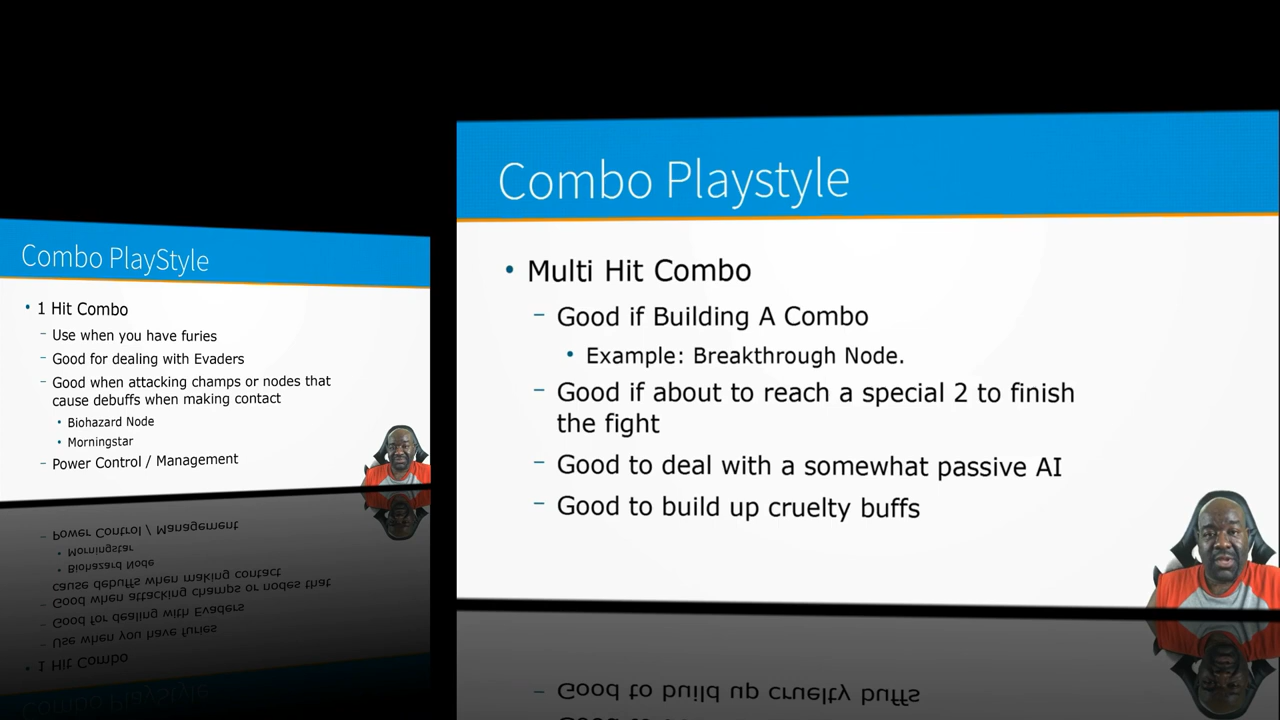 Combo PlayStyle
• 1 Hit Combo
– Use when you have furies
– Good for dealing with Evaders
– Good when attacking champs or nodes that
cause debuffs when making contact
• Biohazard Node
• Morningstar
– Power Control / Management
Combo Playstyle
• Multi Hit Combo
– Good if Building A Combo
• Example: Breakthrough Node.
– Good if about to reach a special 2 to finish
the fight
– Good to deal with a somewhat passive AI
– Good to build up cruelty buffs